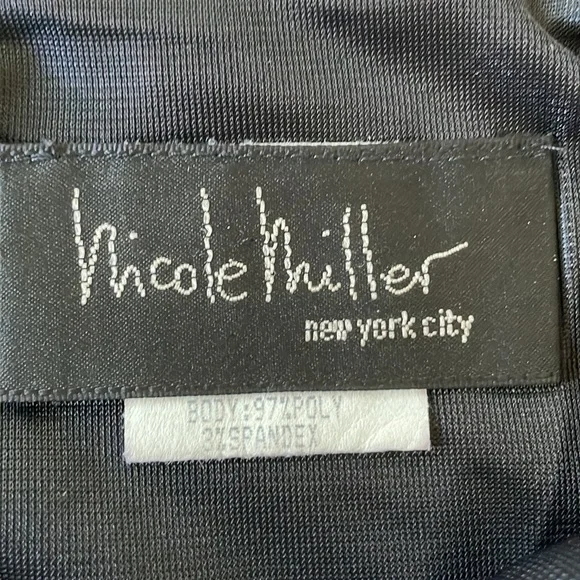 nicole miller
new york city
BODY:97%POLY
3%SPANDEX